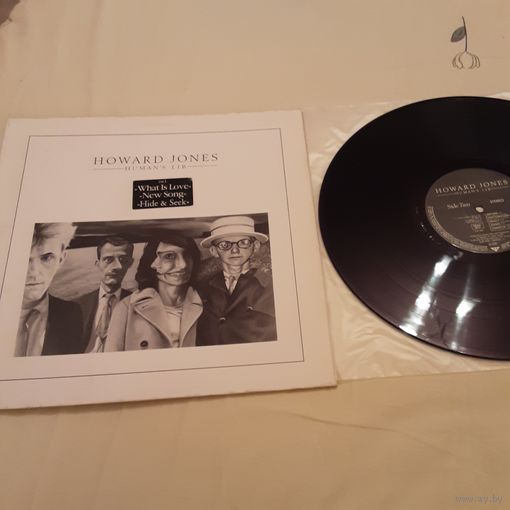 HOWARD JONES
HUMAN'S LIB
-What Is Love-
-New Song-
-Hide & Seek-
HOWARD JONES
HUMAN'S LIB
Side Two
STEREO
www.ay.by